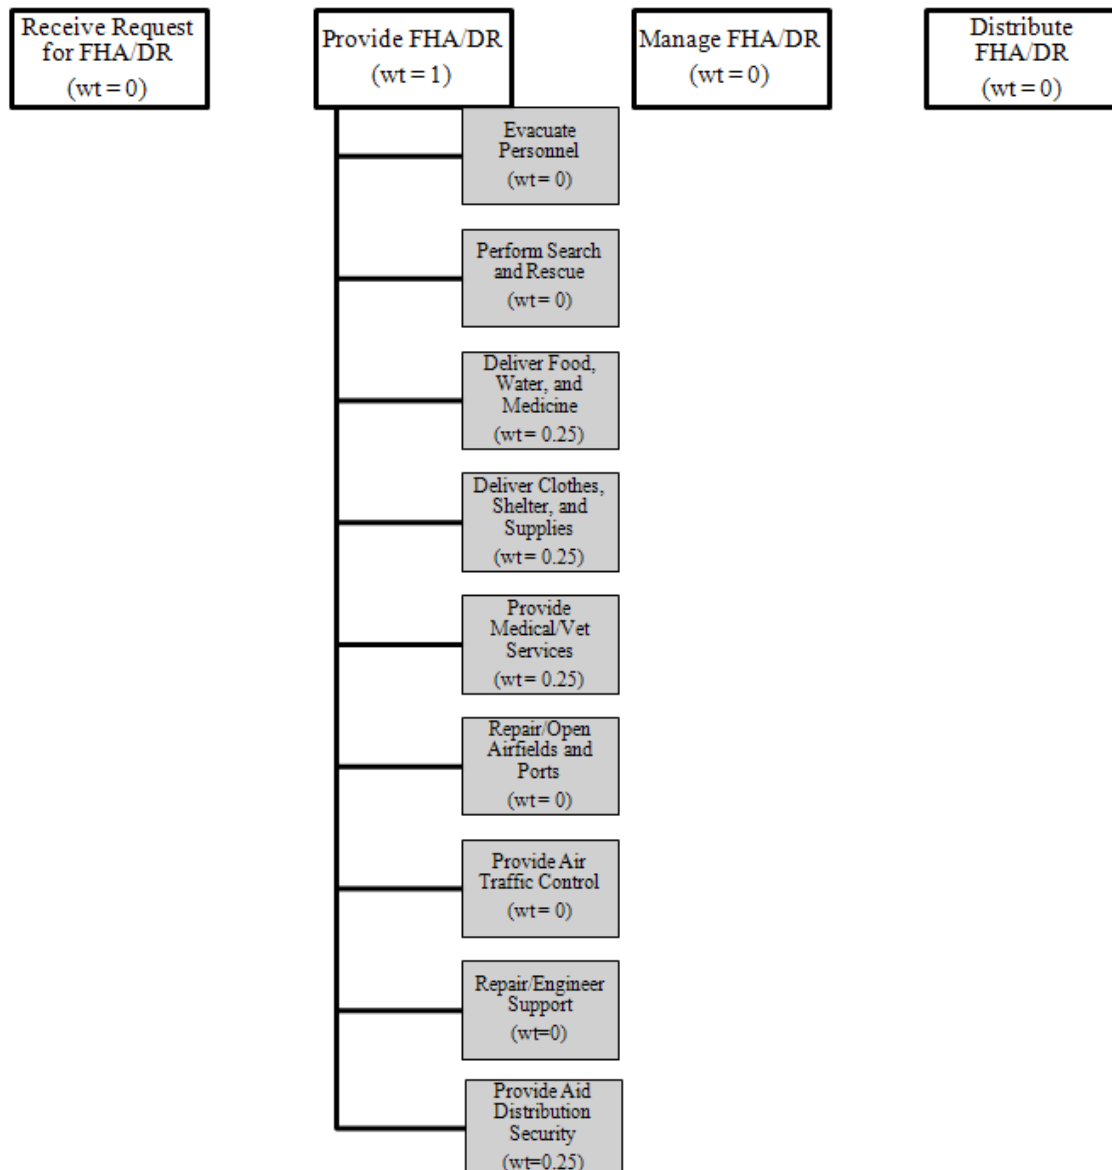 Receive Request
for FHA/DR
(wt = 0)
Provide FHA/DR
(wt = 1)
Manage FHA/DR
(wt = 0)
Distribute
FHA/DR
(wt = 0)
Evacuate
Personnel
(wt = 0)
Perform Search
and Rescue
(wt = 0)
Deliver Food,
Water, and
Medicine
(wt = 0.25)
Deliver Clothes,
Shelter, and
Supplies
(wt = 0.25)
Provide
Medical/Vet
Services
(wt = 0.25)
Repair/Open
Airfields and
Ports
(wt = 0)
Provide Air
Traffic Control
(wt = 0)
Repair/Engineer
Support
(wt=0)
Provide Aid
Distribution
Security
(wt=0.25)